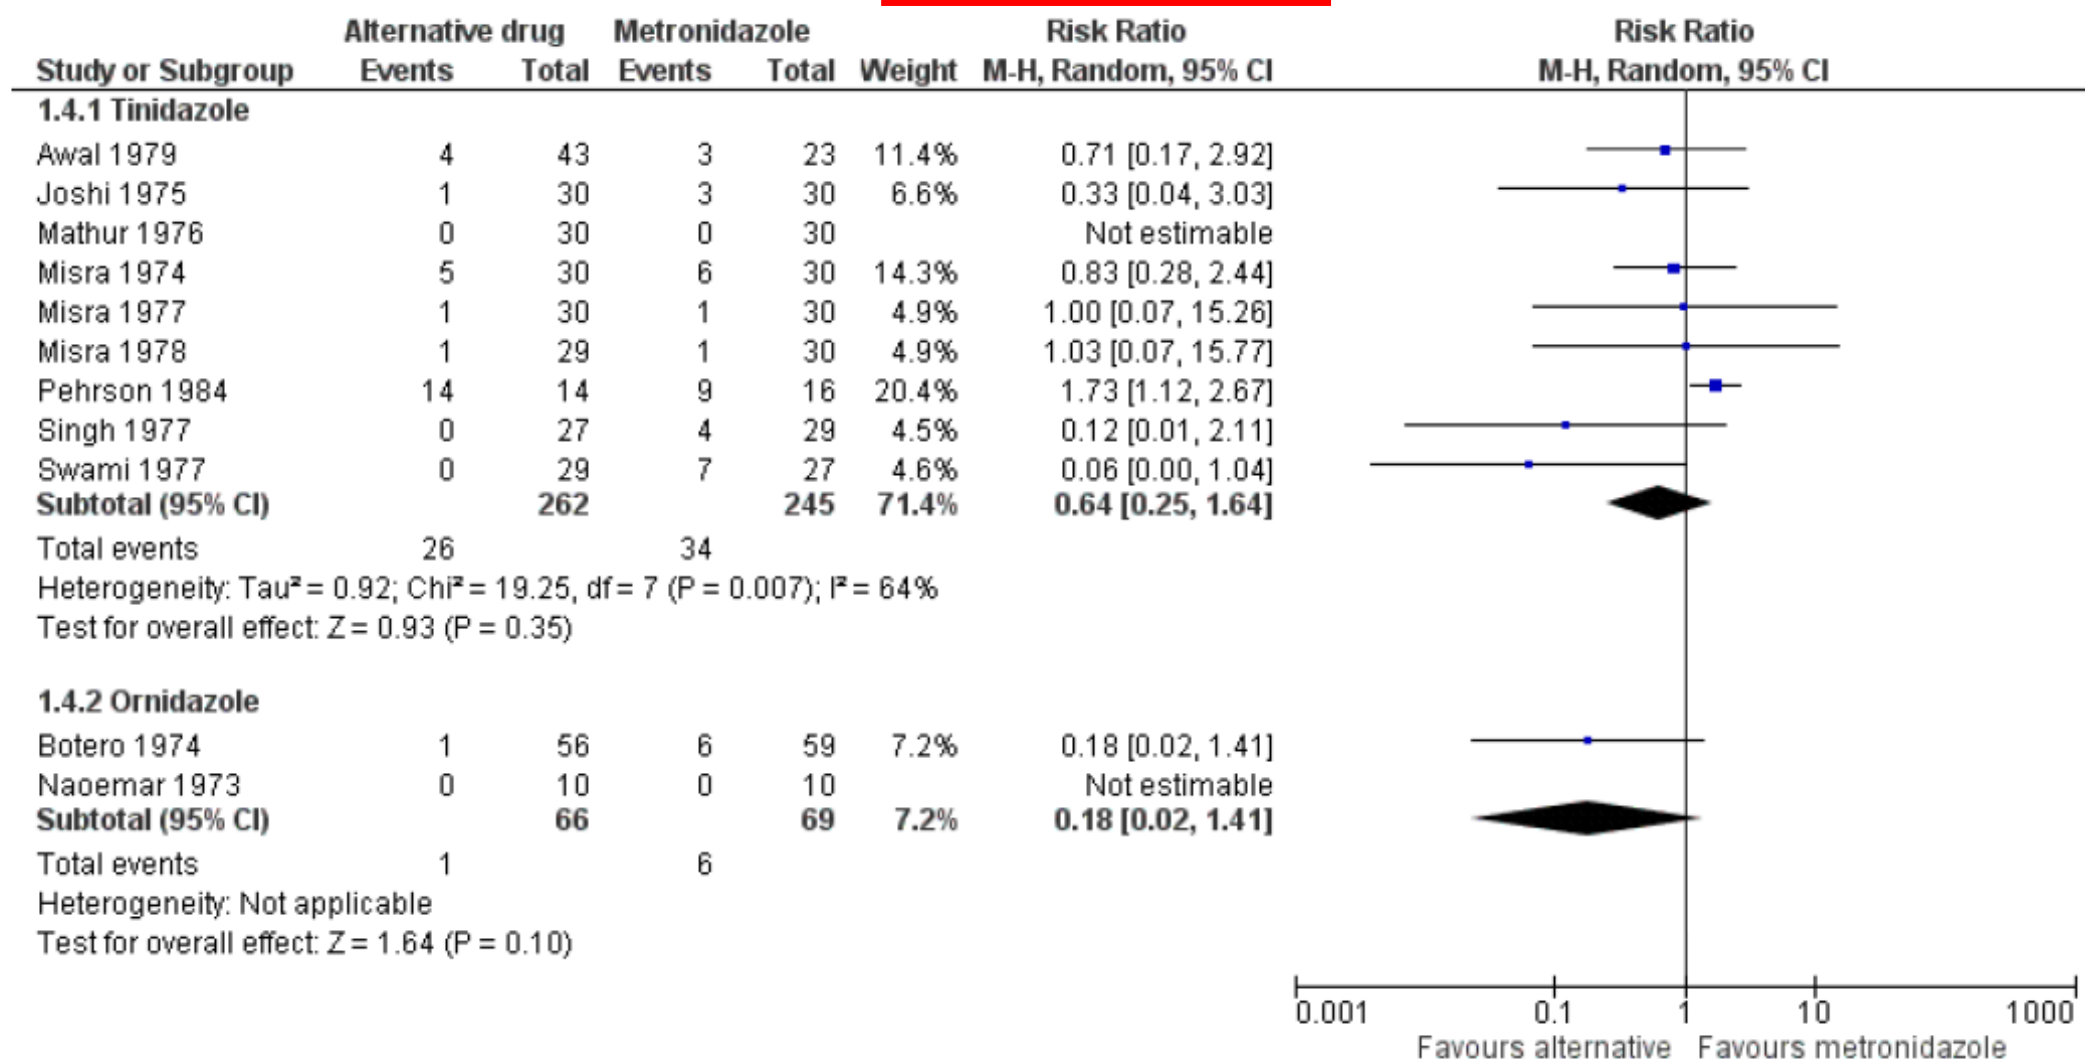 Alternative drug Metronidazole Risk Ratio Risk Ratio
Study or Subgroup Events Total Events Total Weight M-H, Random, 95% CI M-H, Random, 95% CI
1.4.1 Tinidazole
Awal 1979 4 43 3 23 11.4% 0.71 [0.17, 2.92]
Joshi 1975 1 30 3 30 6.6% 0.33 [0.04, 3.03]
Mathur 1976 0 30 0 30 Not estimable
Misra 1974 5 30 6 30 14.3% 0.83 [0.28, 2.44]
Misra 1977 1 30 1 30 4.9% 1.00 [0.07, 15.26]
Misra 1978 1 29 1 30 4.9% 1.03 [0.07, 15.77]
Pehrson 1984 14 14 9 16 20.4% 1.73 [1.12, 2.67]
Singh 1977 0 27 4 29 4.5% 0.12 [0.01, 2.11]
Swami 1977 0 29 7 27 4.6% 0.06 [0.00, 1.04]
Subtotal (95% CI) 262 245 71.4% 0.64 [0.25, 1.64]
Total events 26 34
Heterogeneity: Tau² = 0.92; Chi² = 19.25, df = 7 (P = 0.007); I² = 64%
Test for overall effect: Z = 0.93 (P = 0.35)
1.4.2 Ornidazole
Botero 1974 1 56 6 59 7.2% 0.18 [0.02, 1.41]
Naoemar 1973 0 10 0 10 Not estimable
Subtotal (95% CI) 66 69 7.2% 0.18 [0.02, 1.41]
Total events 1 6
Heterogeneity: Not applicable
Test for overall effect: Z = 1.64 (P = 0.10)
0.001 0.1 1 10 1000
Favours alternative Favours metronidazole